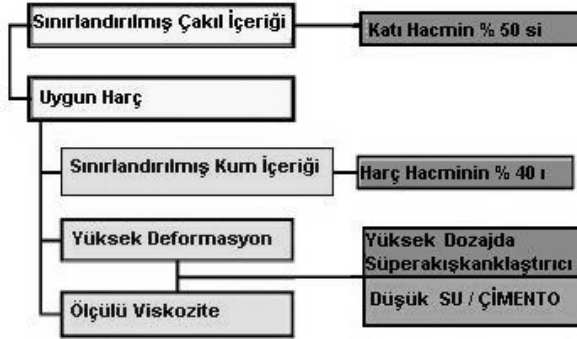 Sınırlandırılmış Çakıl İçeriği
Katı Hacmin % 50 si
Uygun Harç
Sınırlandırılmış Kum İçeriği
Harç Hacminin % 40 ı
Yüksek Deformasyon
Yüksek Dozajda
Süperakışkanklaştırıcı
Düşük SU / ÇİMENTO
Ölçülü Viskozite